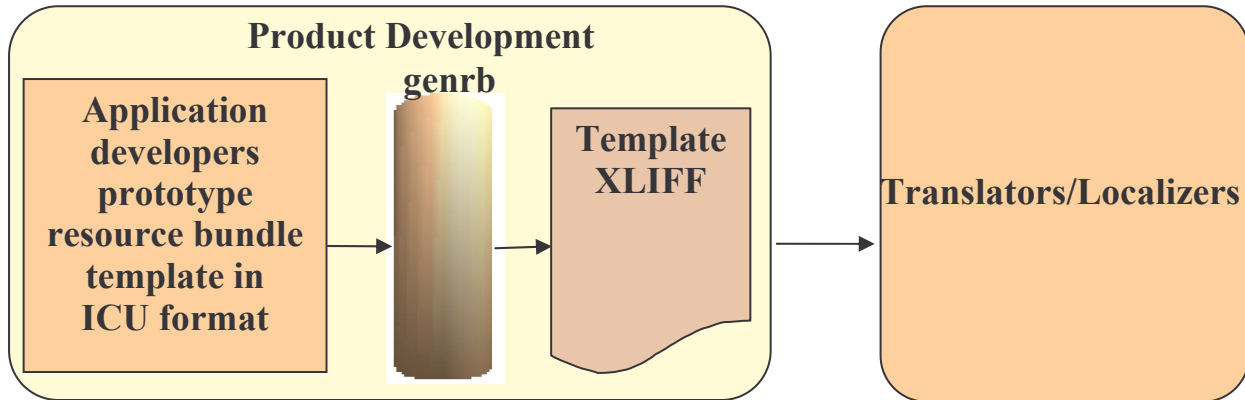 Product Development
genrb
Application
developers
prototype
resource bundle
template in
ICU format
Template
XLIFF
Translators/Localizers